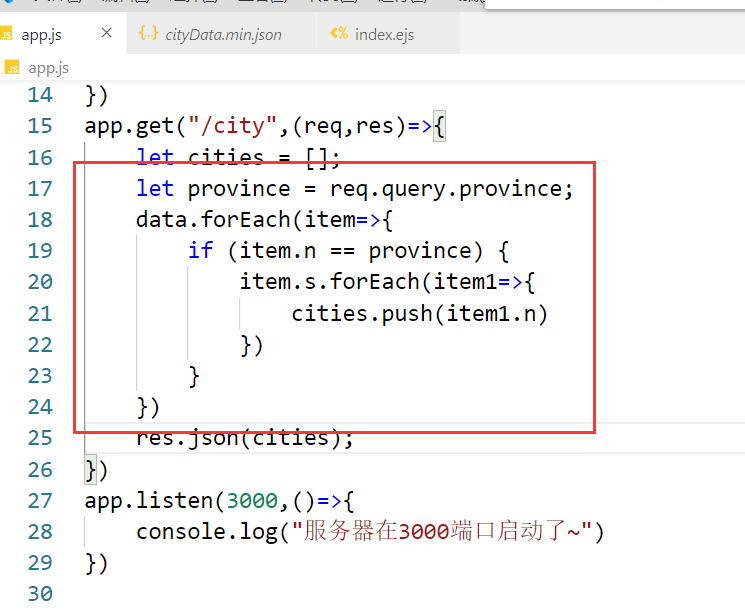 JS app.js × {..} cityData.min.json <% index.ejs
JS app.js
14 })
15 app.get("/city",(req,res)=>{
16 let cities = [];
17 let province = req.query.province;
18 data.forEach(item=>{
19 if (item.n == province) {
20 item.s.forEach(item1=>{
21 cities.push(item1.n)
22 })
23 }
24 })
25 res.json(cities);
26 })
27 app.listen(3000,()=>{
28 console.log("服务器在3000端口启动了~")
29 })
30